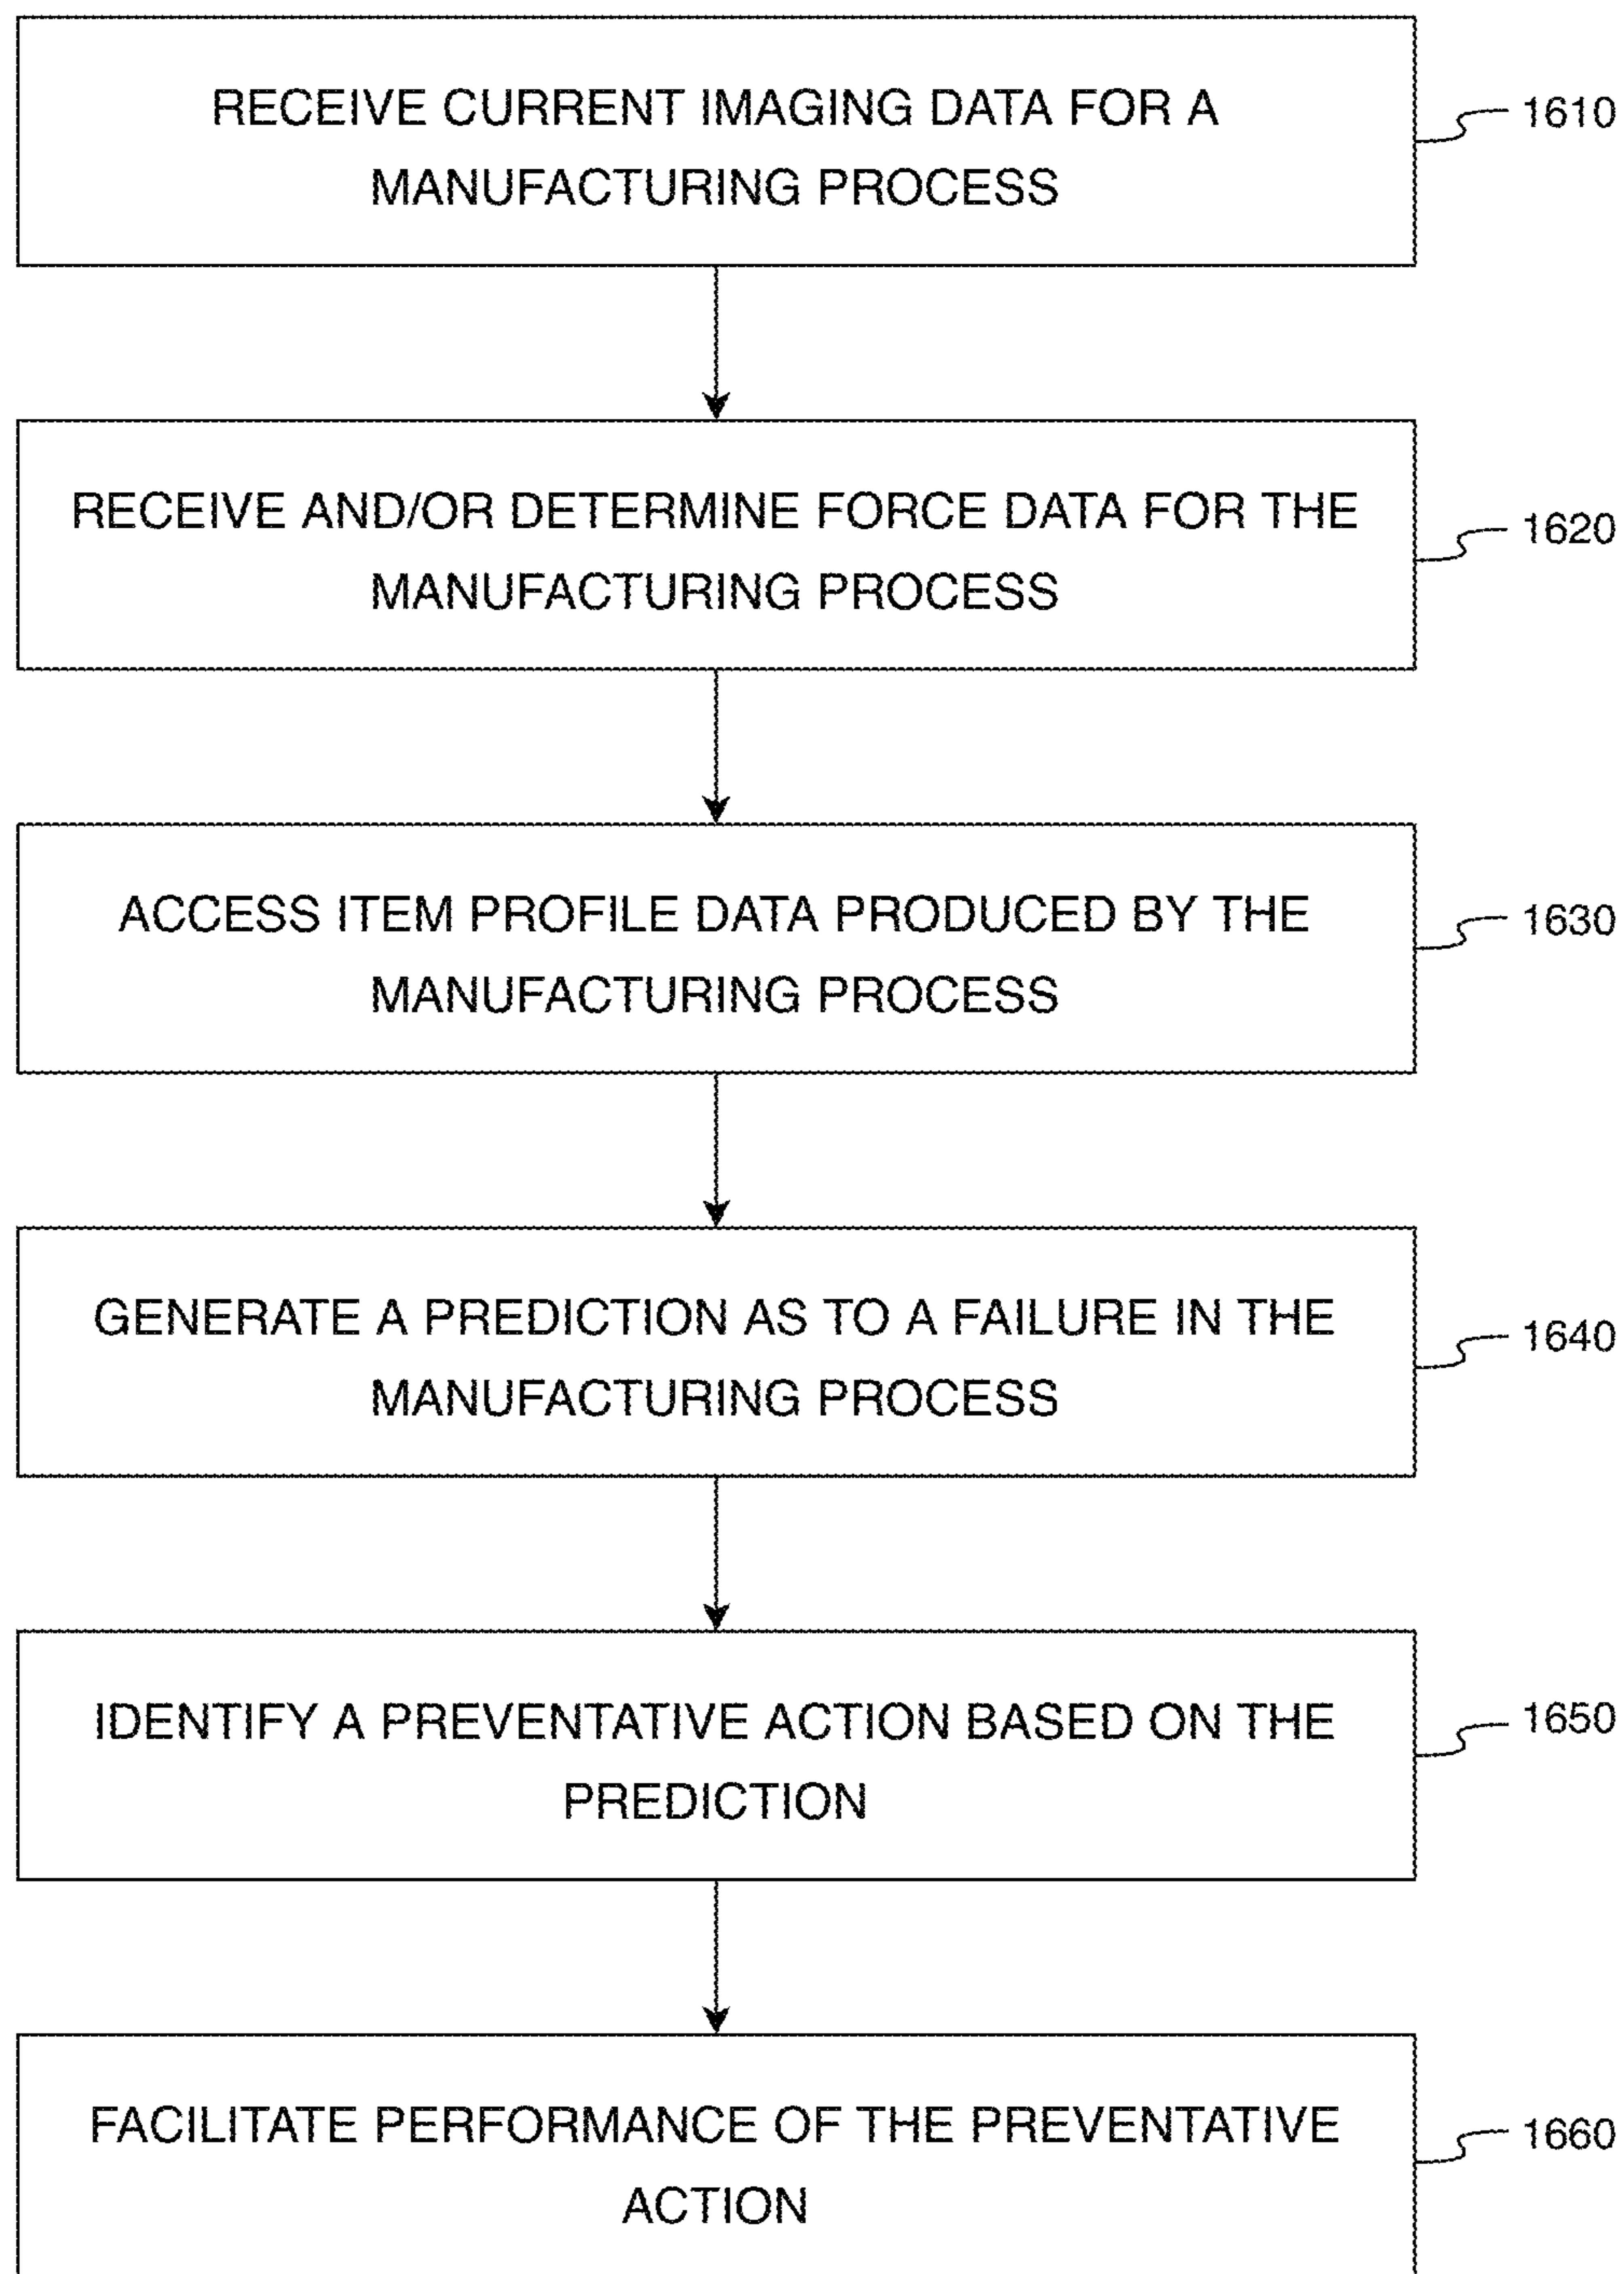 RECEIVE CURRENT IMAGING DATA FOR A
MANUFACTURING PROCESS
1610
RECEIVE AND/OR DETERMINE FORCE DATA FOR THE
MANUFACTURING PROCESS
1620
ACCESS ITEM PROFILE DATA PRODUCED BY THE
MANUFACTURING PROCESS
1630
GENERATE A PREDICTION AS TO A FAILURE IN THE
MANUFACTURING PROCESS
1640
IDENTIFY A PREVENTATIVE ACTION BASED ON THE
PREDICTION
1650
FACILITATE PERFORMANCE OF THE PREVENTATIVE
ACTION
1660